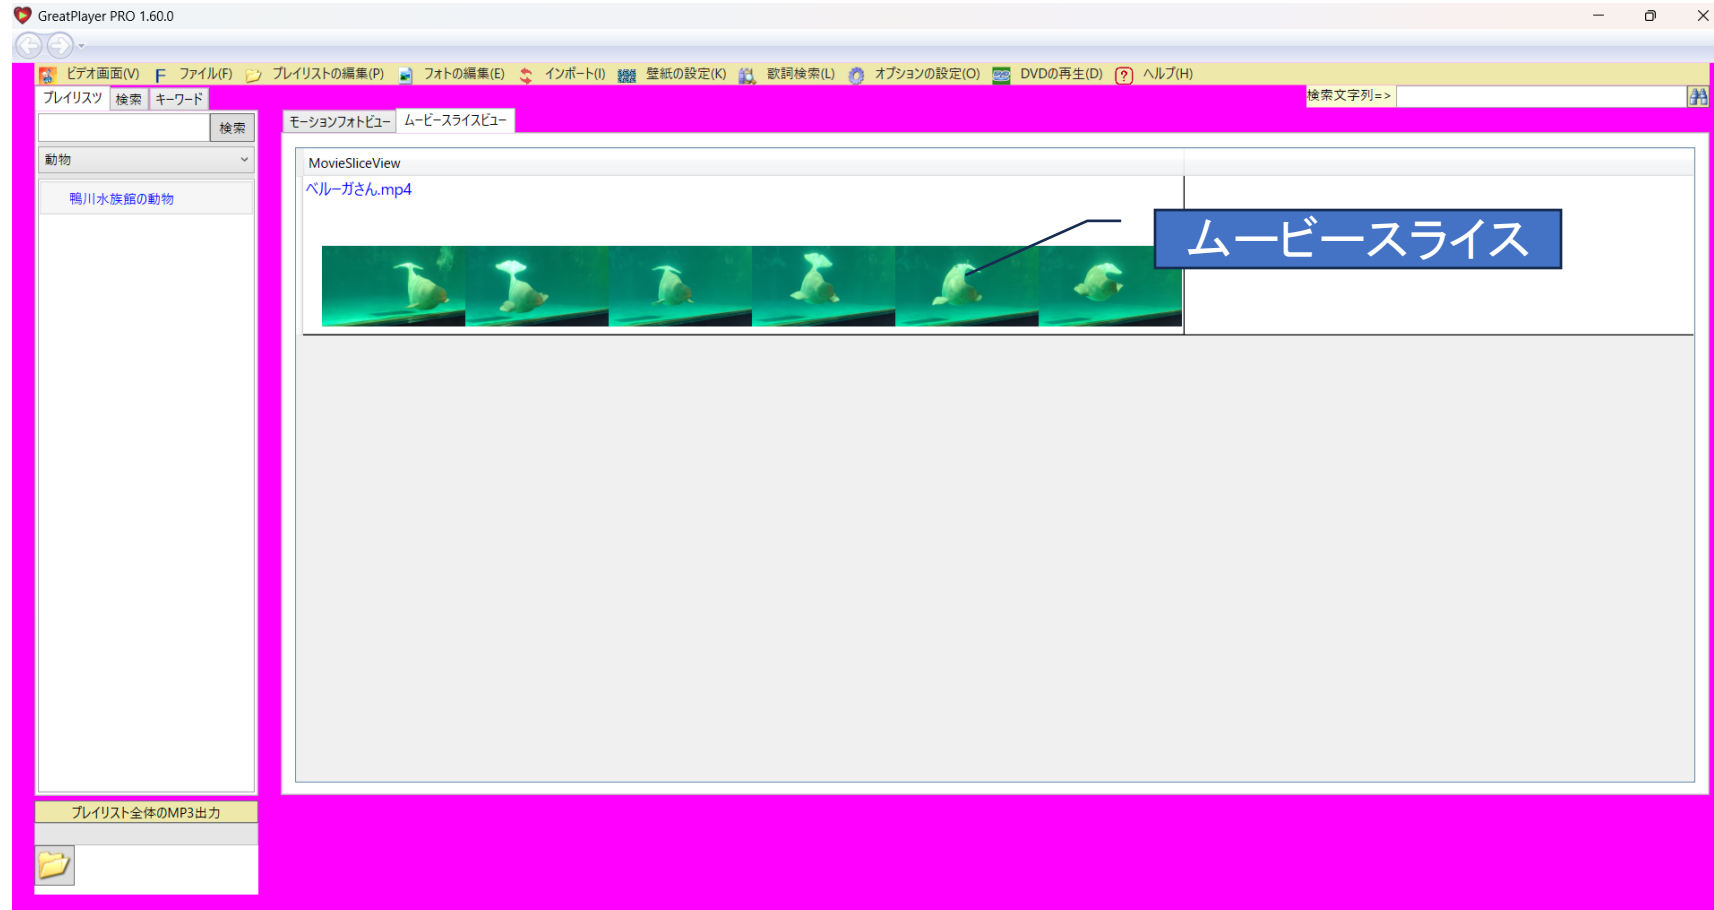 GreatPlayer PRO 1.60.0
ビデオ画面(V) F ファイル(F) プレイリストの編集(P) フォトの編集(E) インポート(I) 壁紙の設定(K) 歌詞検索(L) オプションの設定(O) DVDの再生(D) ? ヘルプ(H)
プレイリスツ 検索 キーワード
検索文字列=>
検索
モーションフォトビュー ムービースライスビュー
動物
MovieSliceView
鴨川水族館の動物
ベルーガさん.mp4
ムービースライス
プレイリスト全体のMP3出力